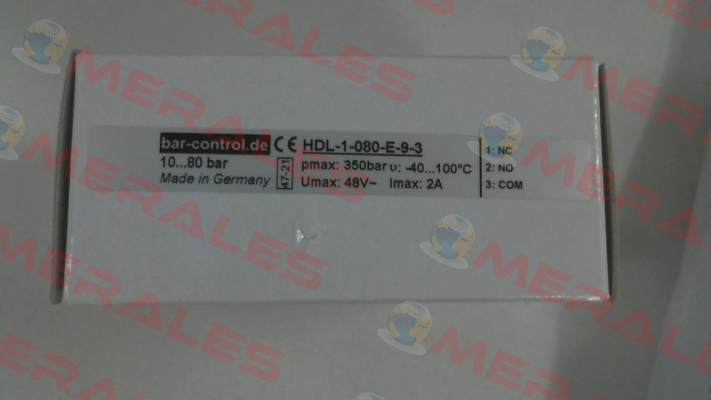 bar-control.de CE HDL-1-080-E-9-3
10...80 bar
Made in Germany
47-21
pmax: 350bar υ: -40...100°C
Umax: 48V~ Imax: 2A
1: NC
2: NO
3: COM
MERALES
MERALES
MERALES
MERALES